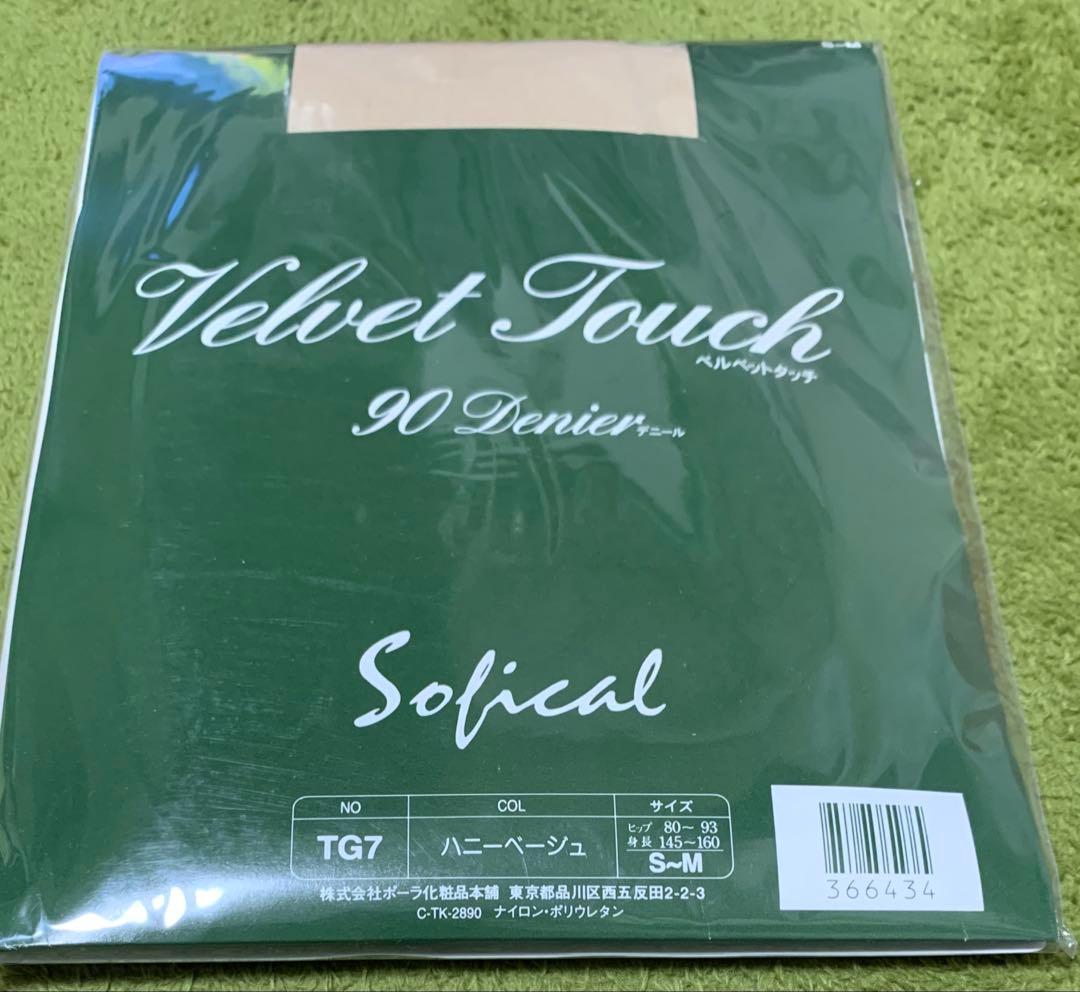 S~M
Velvet Touch
ベルベットタッチ
90 Denier デニール
Sofical
NO COL サイズ
TG7 ハニーベージュ ヒップ 80~ 93
身長 145~160
S~M
株式会社ポーラ化粧品本舗 東京都品川区西五反田2-2-3
C-TK-2890 ナイロン・ポリウレタン
366434